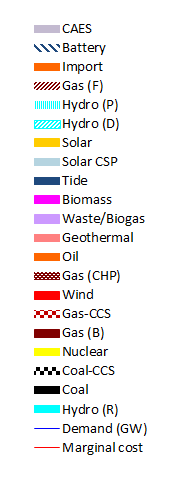 CAES
Battery
Import
Gas (F)
Hydro (P)
Hydro (D)
Solar
Solar CSP
Tide
Biomass
Waste/Biogas
Geothermal
Oil
Gas (CHP)
Wind
Gas-CCS
Gas (B)
Nuclear
Coal-CCS
Coal
Hydro (R)
Demand (GW)
Marginal cost